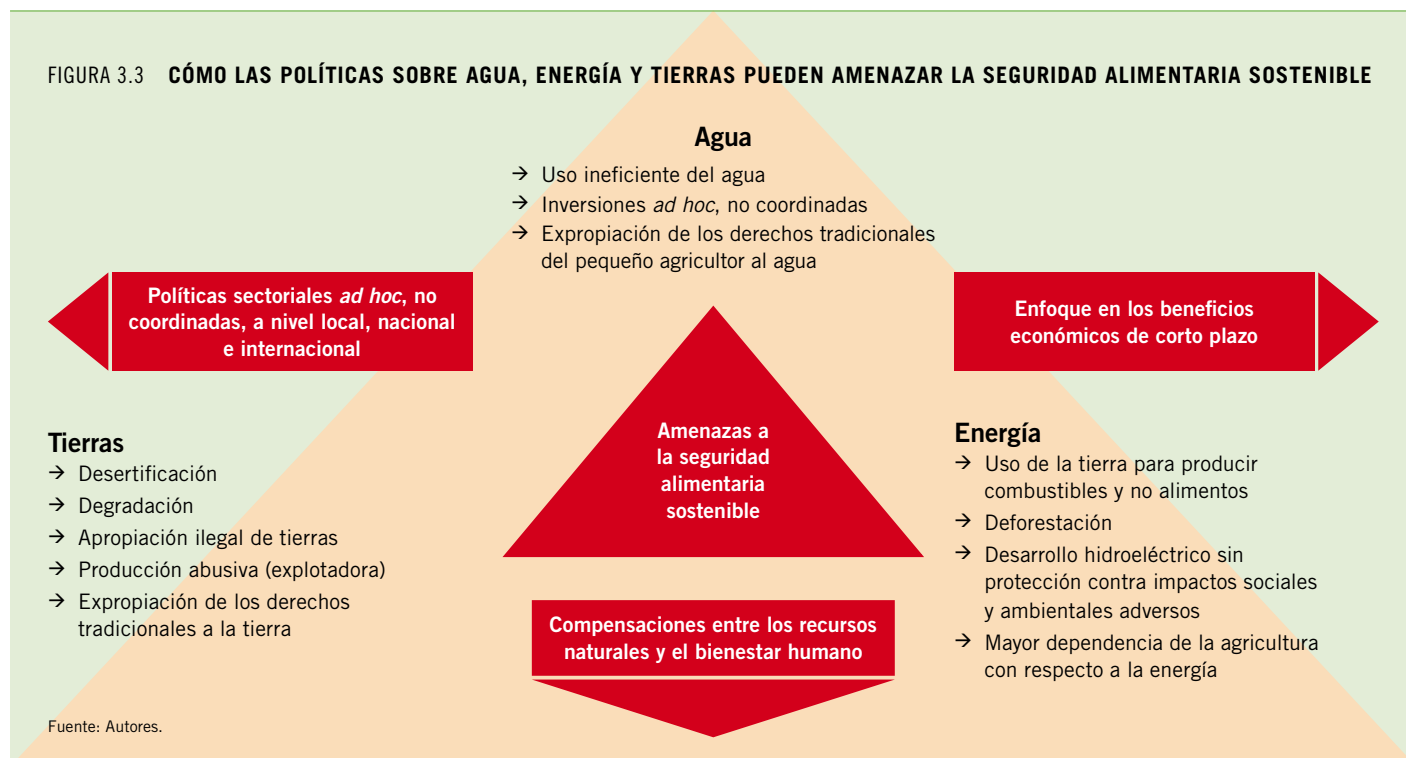 FIGURA 3.3 CÓMO LAS POLÍTICAS SOBRE AGUA, ENERGÍA Y TIERRAS PUEDEN AMENAZAR LA SEGURIDAD ALIMENTARIA SOSTENIBLE
Agua
→ Uso ineficiente del agua
→ Inversiones ad hoc, no coordinadas
→ Expropiación de los derechos tradicionales
del pequeño agricultor al agua
Políticas sectoriales ad hoc, no
coordinadas, a nivel local, nacional
e internacional
Enfoque en los beneficios
económicos de corto plazo
Amenazas a
la seguridad
alimentaria
sostenible
Tierras
→ Desertificación
→ Degradación
→ Apropiación ilegal de tierras
→ Producción abusiva (explotadora)
→ Expropiación de los derechos
tradicionales a la tierra
Energía
→ Uso de la tierra para producir
combustibles y no alimentos
→ Deforestación
→ Desarrollo hidroeléctrico sin
protección contra impactos sociales
y ambientales adversos
→ Mayor dependencia de la agricultura
con respecto a la energía
Compensaciones entre los recursos
naturales y el bienestar humano
Fuente: Autores.